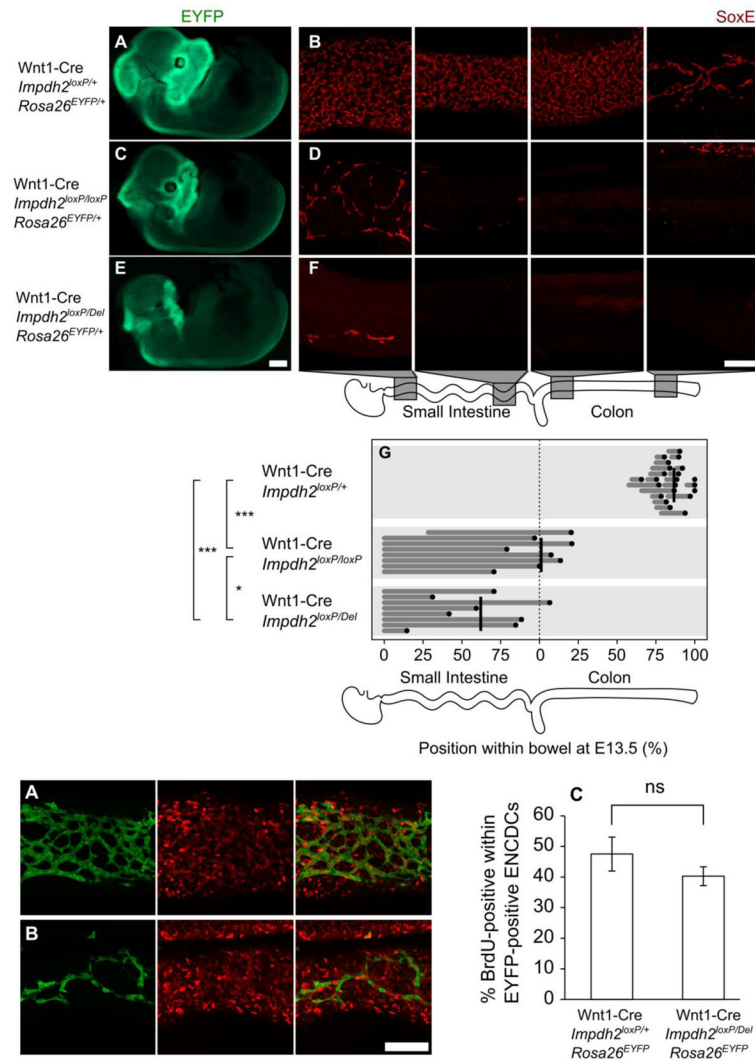 EYFP
SoxE
A
B
Wnt1-Cre
Impdh2loxP/+
Rosa26EYFP/+
C
D
Wnt1-Cre
Impdh2loxP/loxP
Rosa26EYFP/+
E
F
Wnt1-Cre
Impdh2loxP/Del
Rosa26EYFP/+
Small Intestine
Colon
G
Wnt1-Cre
Impdh2loxP/+
***
***
Wnt1-Cre
Impdh2loxP/loxP
*
Wnt1-Cre
Impdh2loxP/Del
0 25 50 75 0 25 50 75 100
Small Intestine
Colon
Position within bowel at E13.5 (%)
A
B
C
ns
% BrdU-positive within
EYFP-positive ENCDCs
60
50
40
30
20
10
0
Wnt1-Cre
Impdh2loxP/+
Rosa26EYFP
Wnt1-Cre
Impdh2loxP/Del
Rosa26EYFP